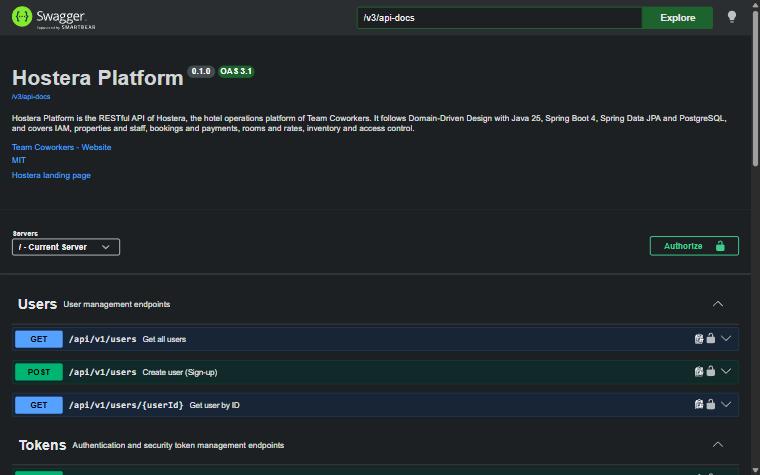 Swagger
Supported by SMARTBEAR
/v3/api-docs
Explore
Hostera Platform 0.1.0 OAS 3.1
/v3/api-docs
Hostera Platform is the RESTful API of Hostera, the hotel operations platform of Team Coworkers. It follows Domain-Driven Design with Java 25, Spring Boot 4, Spring Data JPA and PostgreSQL,
and covers IAM, properties and staff, bookings and payments, rooms and rates, inventory and access control.
Team Coworkers - Website
MIT
Hostera landing page
Servers
/ - Current Server
Authorize
Users User management endpoints
GET /api/v1/users Get all users
POST /api/v1/users Create user (Sign-up)
GET /api/v1/users/{userId} Get user by ID
Tokens Authentication and security token management endpoints